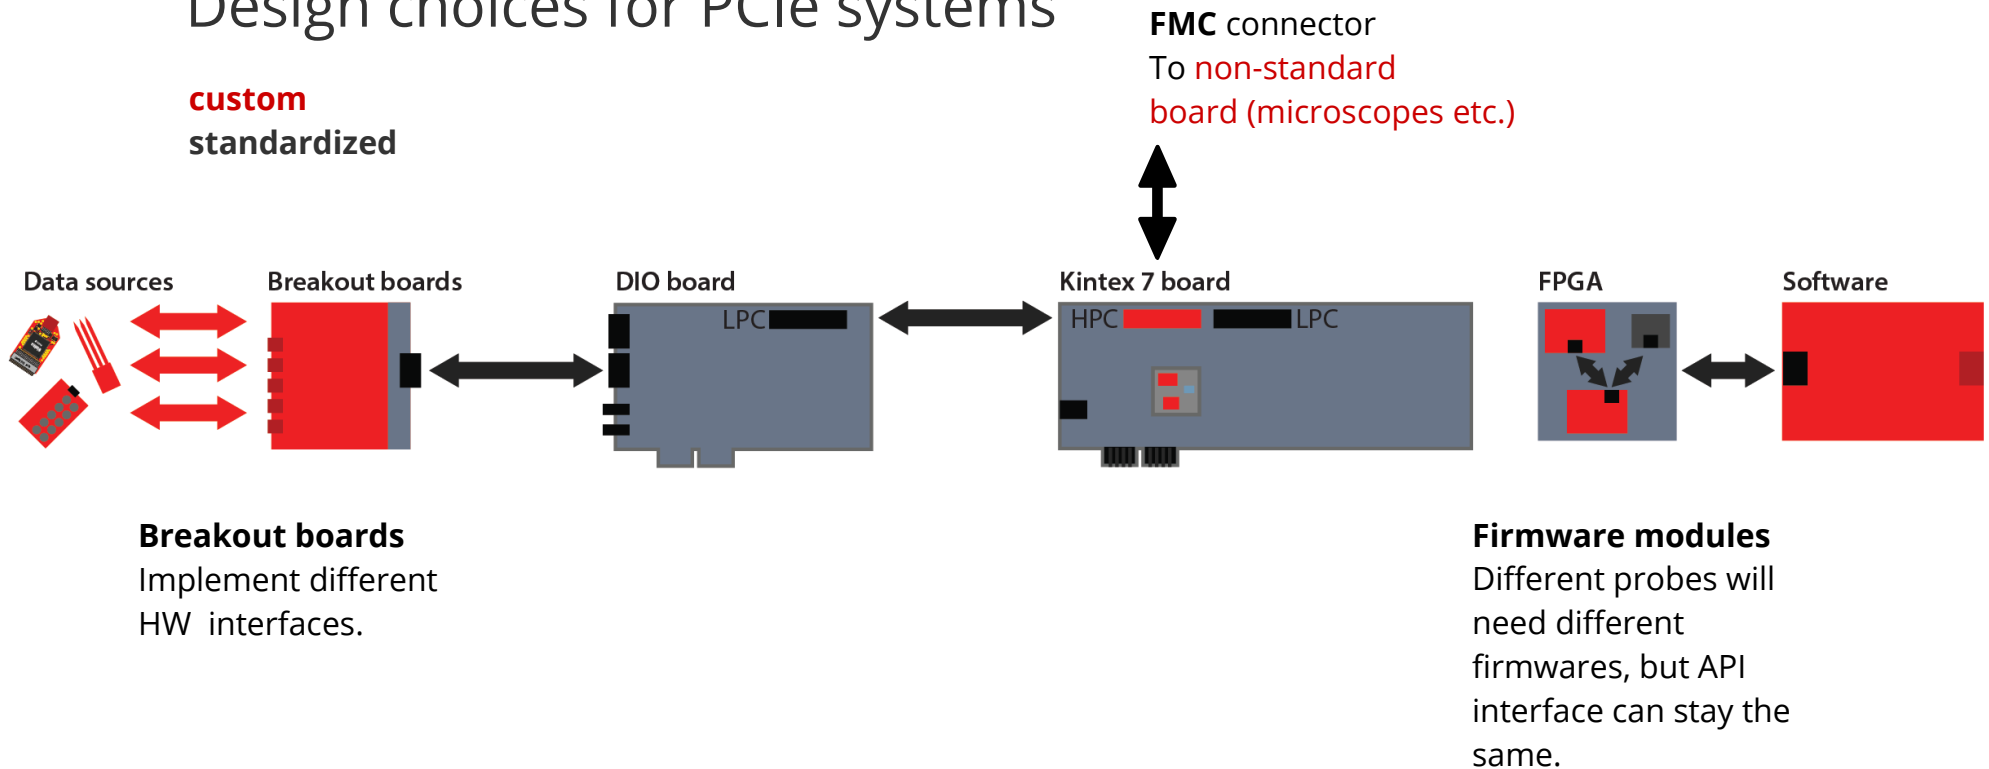 Design choices for PCIe systems
FMC connector
To non-standard
board (microscopes etc.)
custom
standardized
Data sources
Breakout boards
DIO board
Kintex 7 board
FPGA
Software
LPC
HPC
LPC
Breakout boards
Implement different
HW interfaces.
Firmware modules
Different probes will
need different
firmwares, but API
interface can stay the
same.